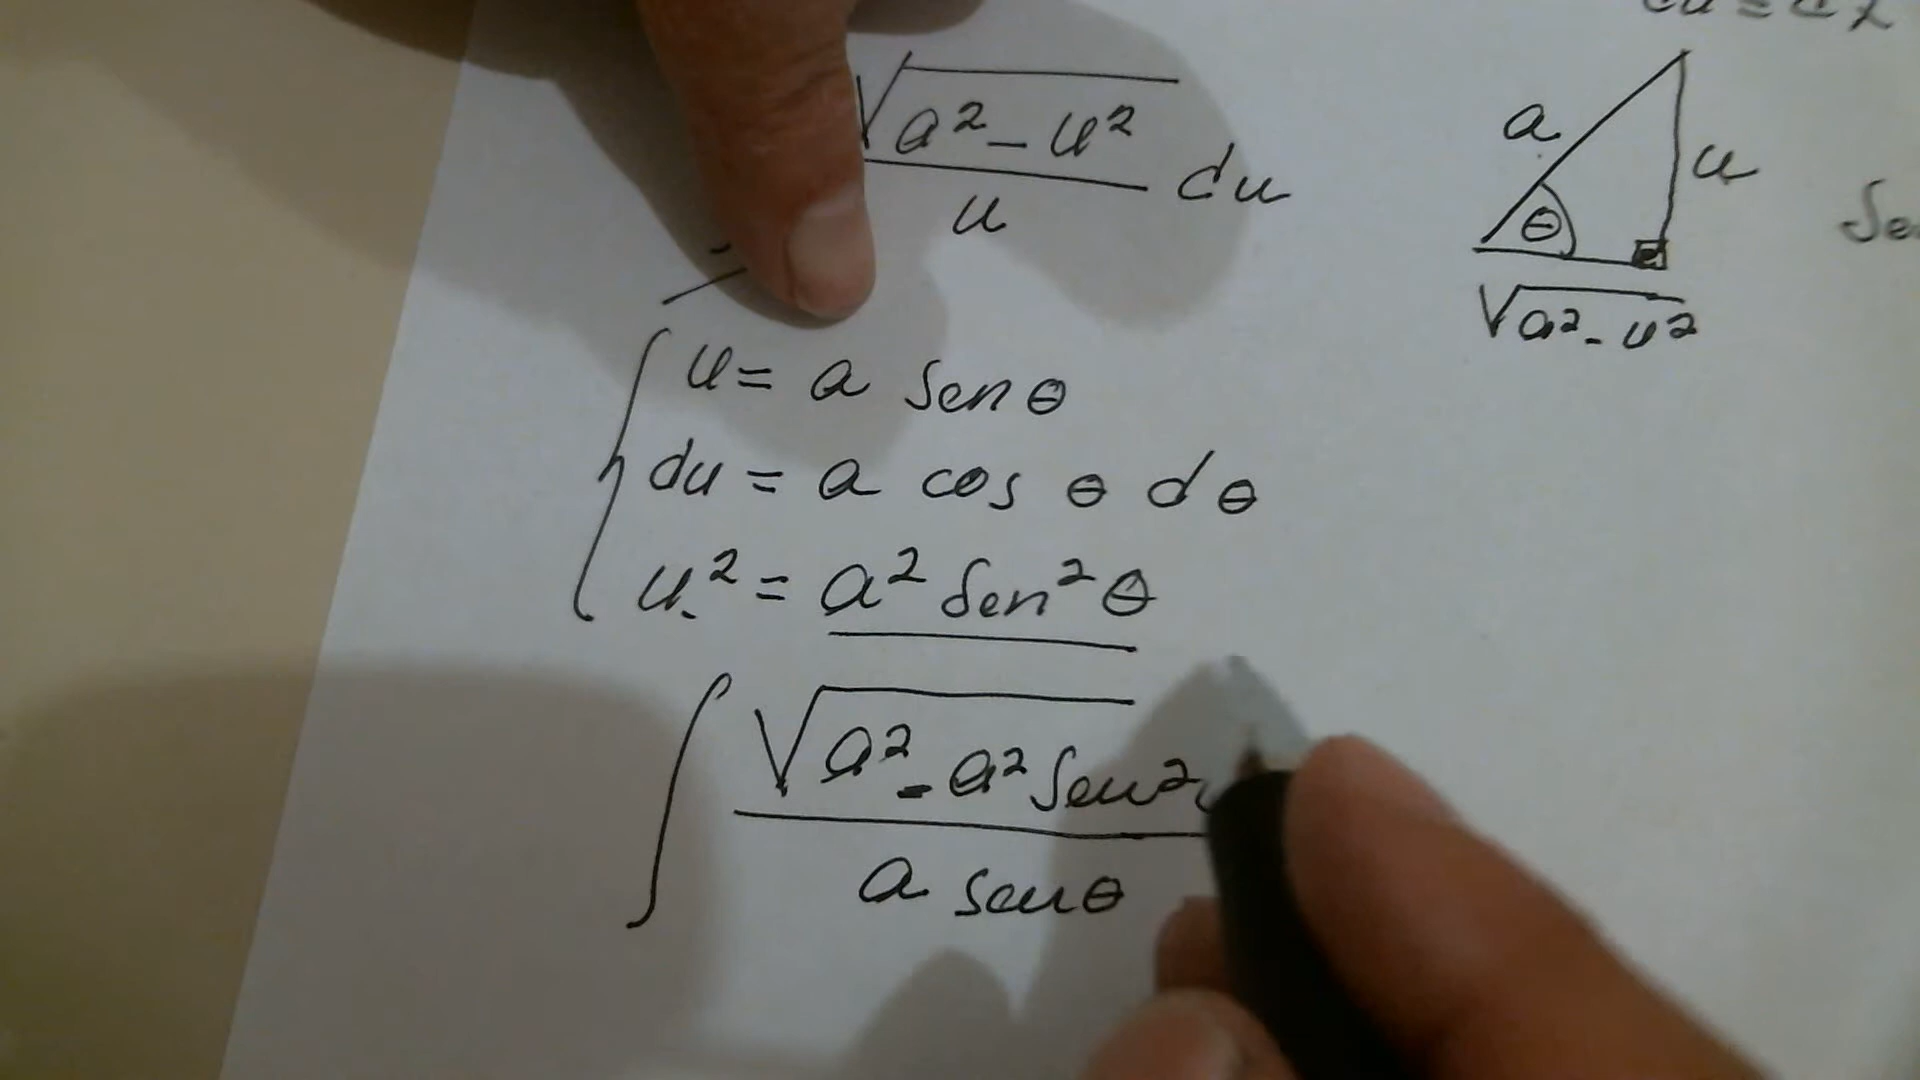 √(a² - u²) / u du
a
u
θ
√(a² - u²)
u = a sen θ
du = a cos θ dθ
u² = a² sen² θ
∫ √(a² - a² sen²) / a sen θ